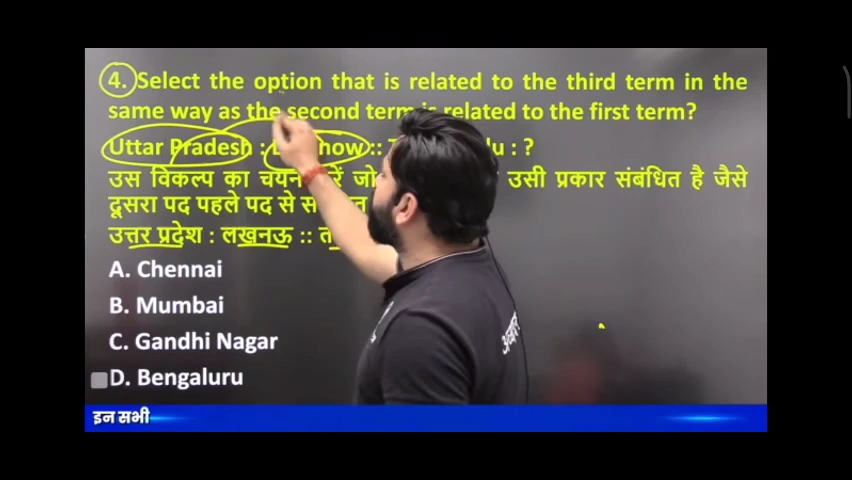 4. Select the option that is related to the third term in the
same way as the second term is related to the first term?
Uttar Pradesh : :: : ?
उस विकल्प का चयन जो उसी प्रकार संबंधित है जैसे
दूसरा पद पहले पद से
उत्तर प्रदेश : लखनऊ ::
A. Chennai
B. Mumbai
C. Gandhi Nagar
D. Bengaluru
इन सभी